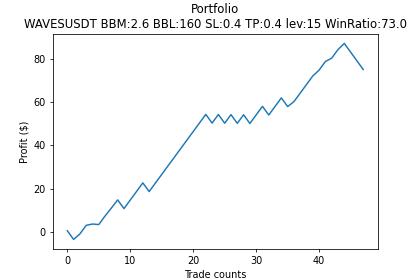 Portfolio
WAVESUSDT BBM:2.6 BBL:160 SL:0.4 TP:0.4 lev:15 WinRatio:73.0
80
60
40
20
0
Profit ($)
0 10 20 30 40
Trade counts